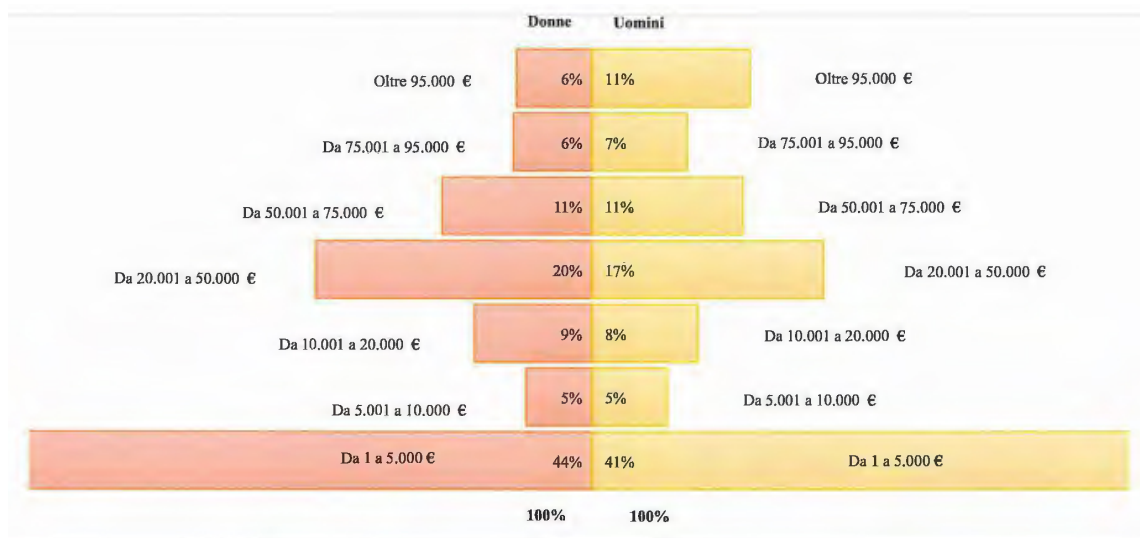 Donne Uomini
Oltre 95.000 € 6% 11% Oltre 95.000 €
Da 75.001 a 95.000 € 6% 7% Da 75.001 a 95.000 €
Da 50.001 a 75.000 € 11% 11% Da 50.001 a 75.000 €
Da 20.001 a 50.000 € 20% 17% Da 20.001 a 50.000 €
Da 10.001 a 20.000 € 9% 8% Da 10.001 a 20.000 €
Da 5.001 a 10.000 € 5% 5% Da 5.001 a 10.000 €
Da 1 a 5.000 € 44% 41% Da 1 a 5.000 €
100% 100%